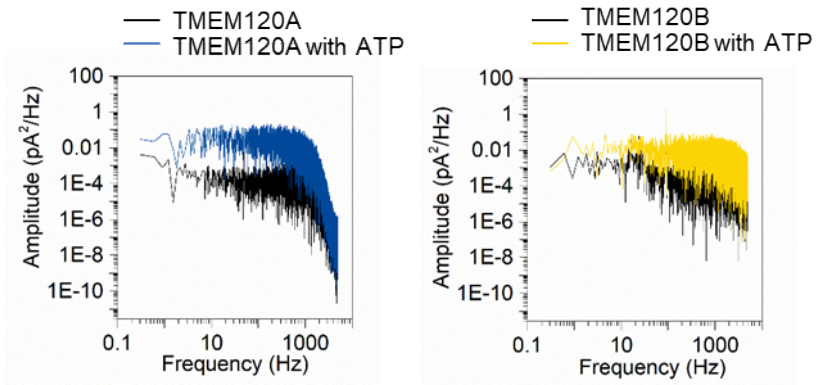 TMEM120A
TMEM120A with ATP
100
1
0.01
1E-4
1E-6
1E-8
1E-10
Amplitude (pA²/Hz)
0.1
10
1000
Frequency (Hz)
TMEM120B
TMEM120B with ATP
100
1
0.01
1E-4
1E-6
1E-8
1E-10
Amplitude (pA²/Hz)
0.1
10
1000
Frequency (Hz)